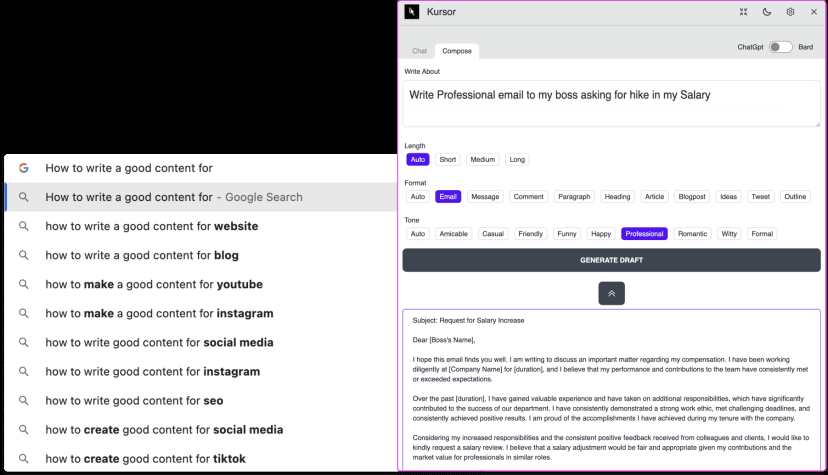 How to write a good content for
How to write a good content for - Google Search
how to write a good content for website
how to write a good content for blog
how to make a good content for youtube
how to make a good content for instagram
how to write good content for social media
how to write good content for instagram
how to write good content for seo
how to create good content for social media
how to create good content for tiktok
Kursor
Chat Compose
ChatGpt Bard
Write About
Write Professional email to my boss asking for hike in my Salary
Length
Auto Short Medium Long
Format
Auto Email Message Comment Paragraph Heading Article Blogpost Ideas Tweet Outline
Tone
Auto Amicable Casual Friendly Funny Happy Professional Romantic Witty Formal
GENERATE DRAFT
Subject: Request for Salary Increase
Dear [Boss's Name],
I hope this email finds you well. I am writing to discuss an important matter regarding my compensation. I have been working
diligently at [Company Name] for [duration], and I believe that my performance and contributions to the team have consistently met
or exceeded expectations.
Over the past [duration], I have gained valuable experience and have taken on additional responsibilities, which have significantly
contributed to the success of our department. I have consistently demonstrated a strong work ethic, met challenging deadlines, and
consistently achieved positive results. I am proud of the accomplishments I have achieved during my tenure with the company.
Considering my increased responsibilities and the consistent positive feedback received from colleagues and clients, I would like to
kindly request a salary review. I believe that a salary adjustment would be fair and appropriate given my contributions and the
market value for professionals in similar roles.